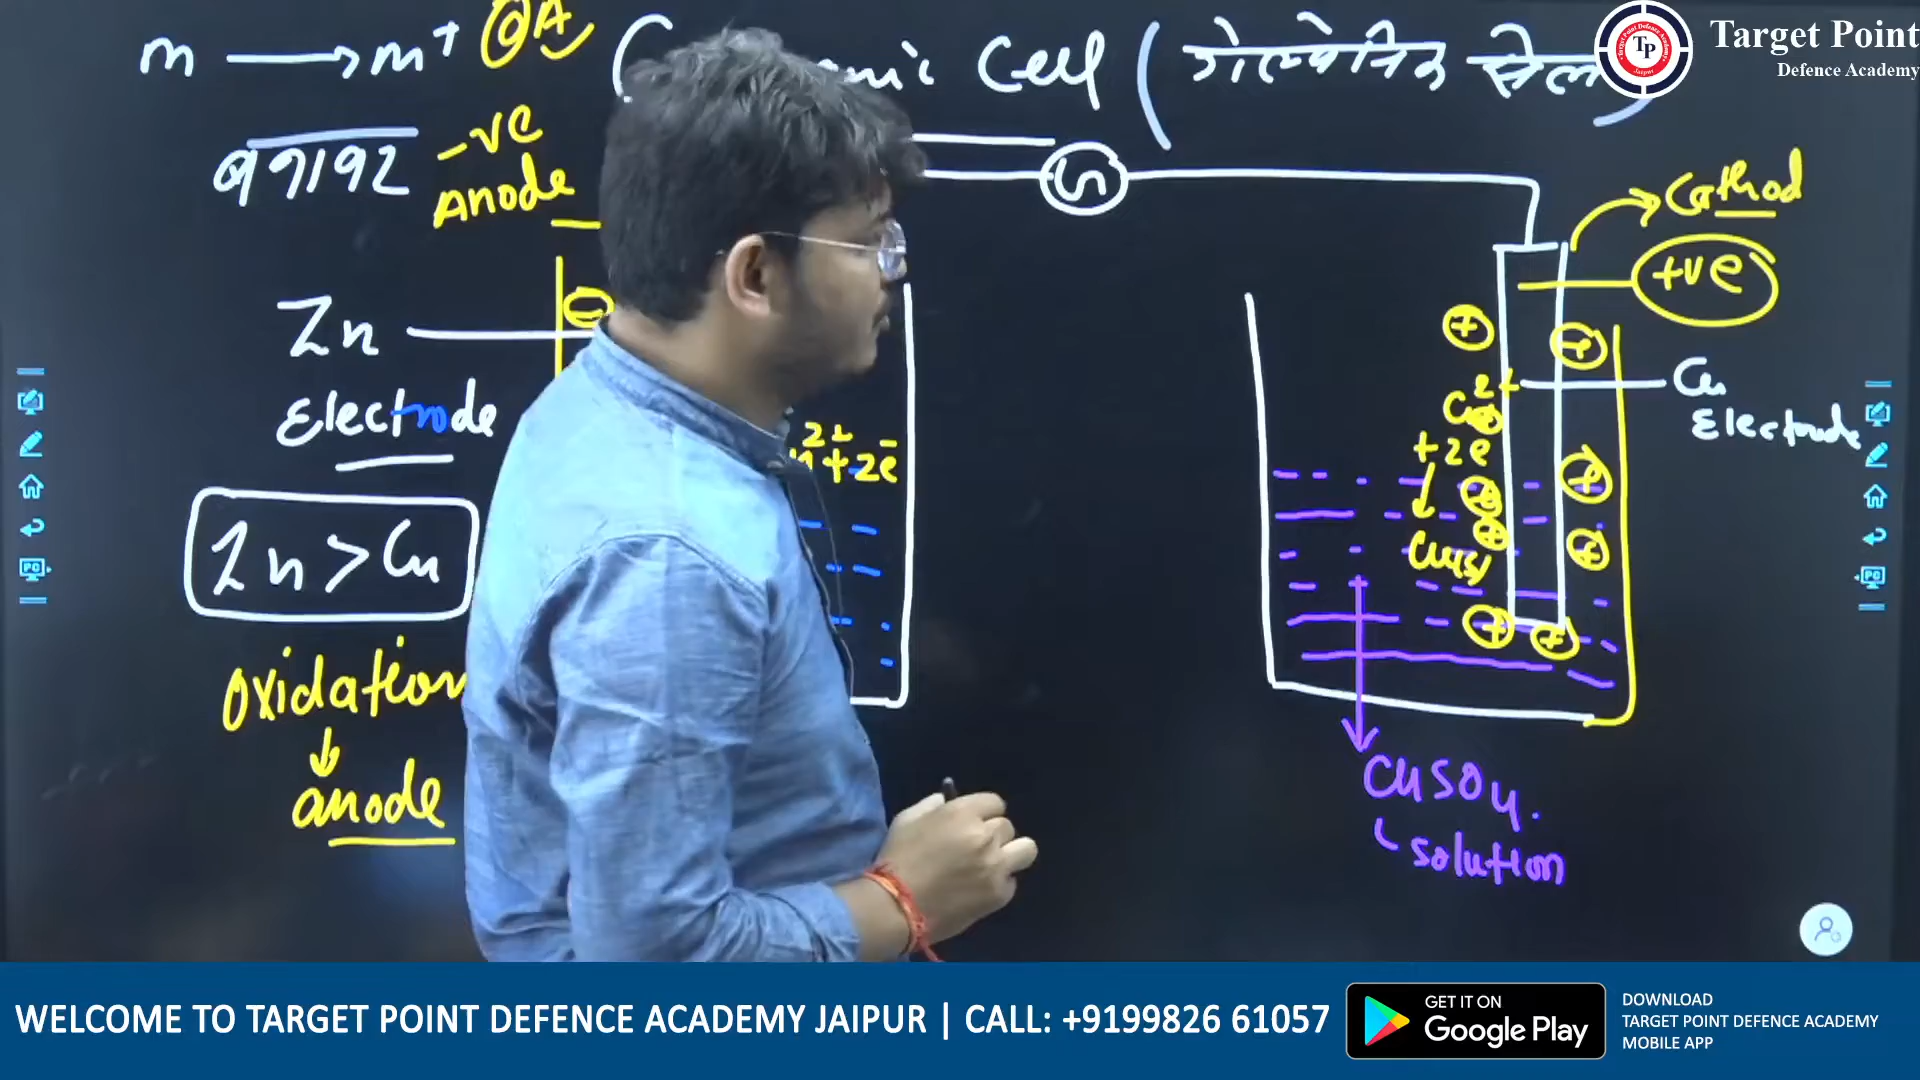 m → m⁺ @A
nic Cell (गेल्वेनिक सेल)
Target Point
Defence Academy
-ve
Anode
Cathod
+ve
Zn
Electrode
Cu
Electrode
2+ + 2e⁻
Cu²⁺
+2e
↓
Cu(s)
Zn > Cu
Oxidation
↓
anode
CuSO4.
solution
WELCOME TO TARGET POINT DEFENCE ACADEMY JAIPUR | CALL: +9199826 61057
GET IT ON
Google Play
DOWNLOAD
TARGET POINT DEFENCE ACADEMY
MOBILE APP